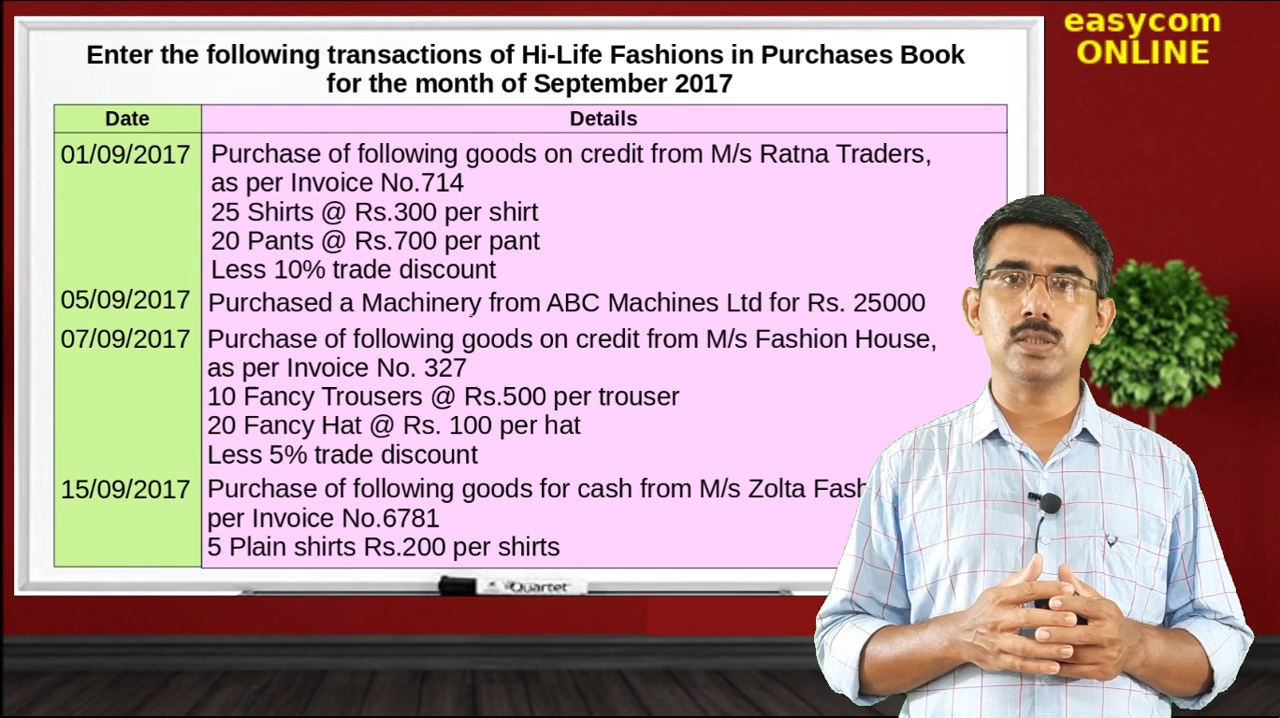 easycom
ONLINE
Enter the following transactions of Hi-Life Fashions in Purchases Book
for the month of September 2017
Date Details
01/09/2017 Purchase of following goods on credit from M/s Ratna Traders,
as per Invoice No.714
25 Shirts @ Rs.300 per shirt
20 Pants @ Rs.700 per pant
Less 10% trade discount
05/09/2017 Purchased a Machinery from ABC Machines Ltd for Rs. 25000
07/09/2017 Purchase of following goods on credit from M/s Fashion House,
as per Invoice No. 327
10 Fancy Trousers @ Rs.500 per trouser
20 Fancy Hat @ Rs. 100 per hat
Less 5% trade discount
15/09/2017 Purchase of following goods for cash from M/s Zolta
per Invoice No.6781
5 Plain shirts Rs.200 per shirts
Quartet